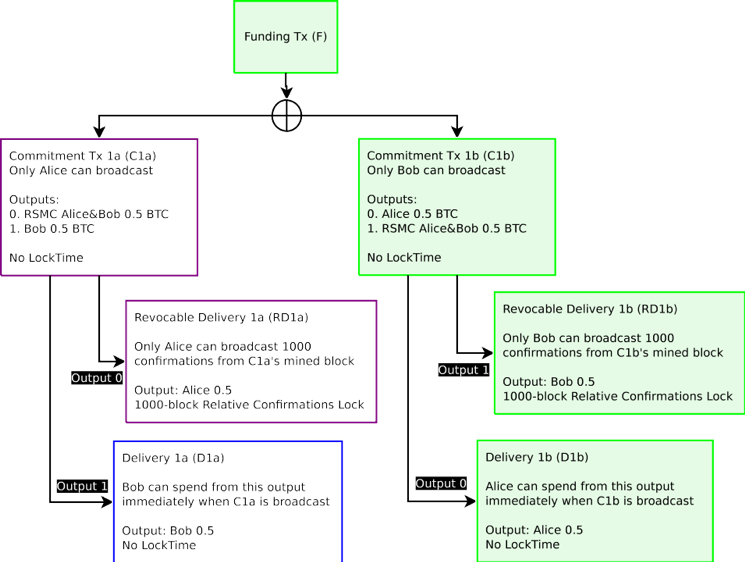 Funding Tx (F)
Commitment Tx 1a (C1a)
Only Alice can broadcast
Outputs:
0. RSMC Alice&Bob 0.5 BTC
1. Bob 0.5 BTC
No LockTime
Commitment Tx 1b (C1b)
Only Bob can broadcast
Outputs:
0. Alice 0.5 BTC
1. RSMC Alice&Bob 0.5 BTC
No LockTime
Revocable Delivery 1a (RD1a)
Only Alice can broadcast 1000
confirmations from C1a's mined block
Output: Alice 0.5
1000-block Relative Confirmations Lock
Output 0
Revocable Delivery 1b (RD1b)
Only Bob can broadcast 1000
confirmations from C1b's mined block
Output: Bob 0.5
1000-block Relative Confirmations Lock
Output 1
Delivery 1a (D1a)
Bob can spend from this output
immediately when C1a is broadcast
Output: Bob 0.5
No LockTime
Output 1
Delivery 1b (D1b)
Alice can spend from this output
immediately when C1b is broadcast
Output: Alice 0.5
No LockTime
Output 0